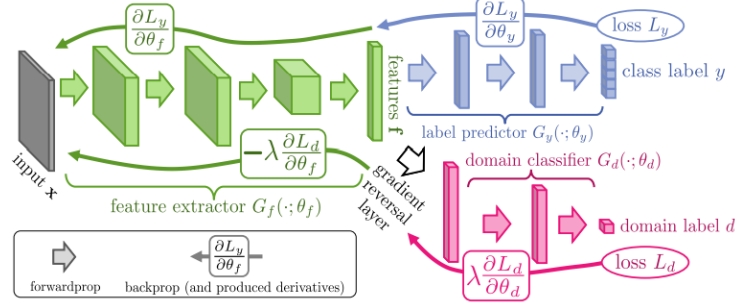 ∂L_y/∂θ_f
∂L_y/∂θ_y
loss L_y
features f
class label y
label predictor G_y(·; θ_y)
input x
−λ ∂L_d/∂θ_f
feature extractor G_f(·; θ_f)
gradient
reversal
layer
domain classifier G_d(·; θ_d)
domain label d
λ ∂L_d/∂θ_d
loss L_d
∂L_y/∂θ_f
forwardprop
backprop (and produced derivatives)